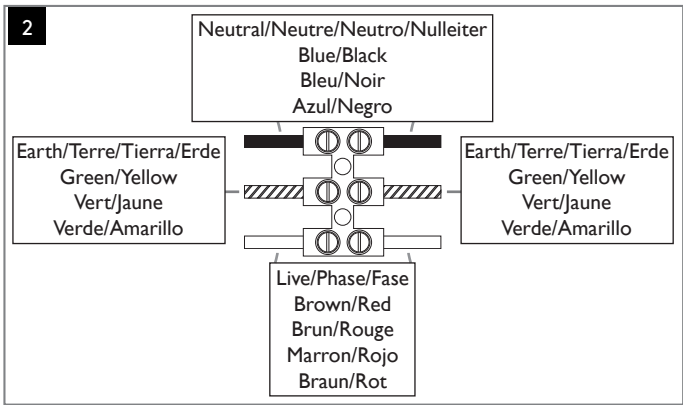 2
Neutral/Neutre/Neutro/Nulleiter
Blue/Black
Bleu/Noir
Azul/Negro
Earth/Terre/Tierra/Erde
Green/Yellow
Vert/Jaune
Verde/Amarillo
Earth/Terre/Tierra/Erde
Green/Yellow
Vert/Jaune
Verde/Amarillo
Live/Phase/Fase
Brown/Red
Brun/Rouge
Marron/Rojo
Braun/Rot